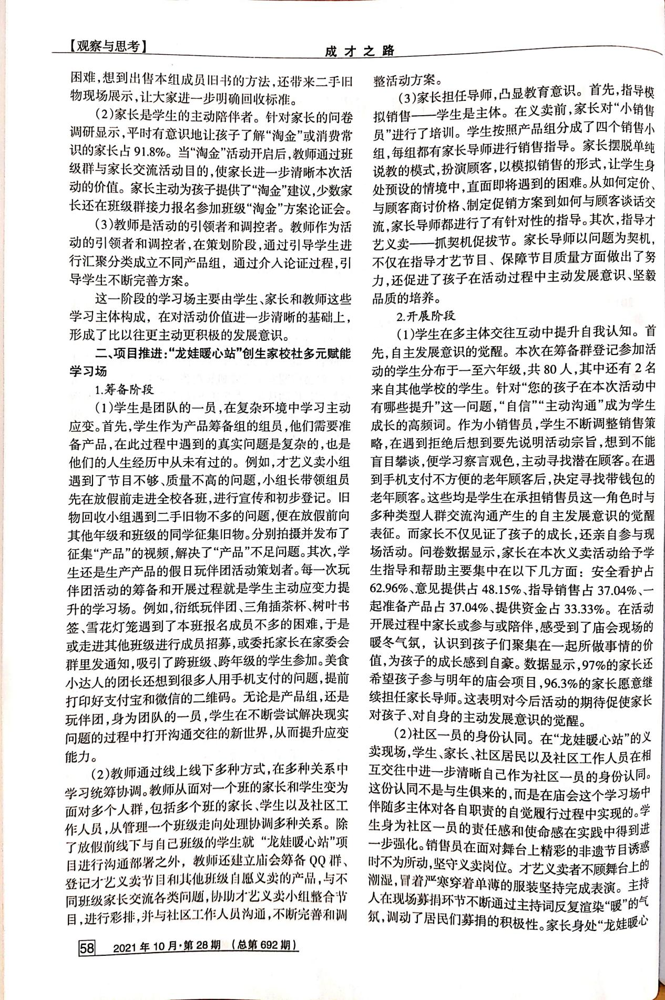 【观察与思考】
成才之路
困难,想到出售本组成员旧书的方法,还带来二手旧
物现场展示,让大家进一步明确回收标准。
(2)家长是学生的主动陪伴者。针对家长的问卷
调研显示,平时有意识地让孩子了解“淘金”或消费常
识的家长占91.8%。当“淘金”活动开启后,教师通过班
级群与家长交流活动目的,使家长进一步清晰本次活
动的价值。家长主动为孩子提供了“淘金”建议,少数家
长还在班级群接力报名参加班级“淘金”方案论证会。
(3)教师是活动的引领者和调控者。教师作为活
动的引领者和调控者,在策划阶段,通过引导学生进
行汇聚分类成立不同产品组，通过介入论证过程,引
导学生不断完善方案。
这一阶段的学习场主要由学生、家长和教师这些
学习主体构成，在对活动价值进一步清晰的基础上，
形成了比以往更主动更积极的发展意识。
二、项目推进：“龙娃暖心站”创生家校社多元赋能
学习场
1.筹备阶段
(1)学生是团队的一员,在复杂环境中学习主动
应变。首先,学生作为产品筹备组的组员,他们需要准
备产品,在此过程中遇到的真实问题是复杂的,也是
他们的人生经历中从未有过的。例如,才艺义卖小组
遇到了节目不够、质量不高的问题,小组长带领组员
先在放假前走进全校各班,进行宣传和初步登记。旧
物回收小组遇到二手旧物不多的问题,便在放假前向
其他年级和班级的同学征集旧物。分别拍摄并发布了
征集“产品”的视频,解决了“产品”不足问题。其次,学
生还是生产产品的假日玩伴团活动策划者。每一次玩
伴团活动的筹备和开展过程就是学生主动应变力提
升的学习场。例如,衍纸玩伴团、三角插茶杯、树叶书
签、雪花灯笼遇到了本班报名成员不多的困难,于是
或走进其他班级进行成员招募,或委托家长在家委会
群里发通知,吸引了跨班级、跨年级的学生参加。美食
小达人的团长还想到很多人用手机支付的问题,提前
打印好支付宝和微信的二维码。无论是产品组,还是
玩伴团,身为团队的一员,学生在不断尝试解决现实
问题的过程中打开沟通交往的新世界,从而提升应变
能力。
(2)教师通过线上线下多种方式,在多种关系中
学习统筹协调。教师从面对一个班的家长和学生变为
面对多个人群,包括多个班的家长、学生以及社区工
作人员,从管理一个班级走向处理协调多种关系。除
了放假前线下与自己班级的学生就“龙娃暖心站”项
目进行沟通部署之外，教师还建立庙会筹备QQ群、
登记才艺义卖节目和其他班级自愿义卖的产品,与不
同班级家长交流各类问题,协助才艺义卖小组整合节
目,进行彩排,并与社区工作人员沟通,不断完善和调
整活动方案。
(3)家长担任导师,凸显教育意识。首先,指导模
拟销售——学生是主体。在义卖前,家长对“小销售
员”进行了培训。学生按照产品组分成了四个销售小
组,每组都有家长导师进行销售指导。家长摆脱单纯
说教的模式,扮演顾客,以模拟销售的形式,让学生身
处预设的情境中,直面即将遇到的困难。从如何定价、
与顾客商讨价格、制定促销方案到如何与顾客谈话交
流,家长导师都进行了有针对性的指导。其次,指导才
艺义卖——抓契机促拔节。家长导师以问题为契机,
不仅在指导才艺节目、保障节目质量方面做出了努
力,还促进了孩子在活动过程中主动发展意识、坚毅
品质的培养。
2.开展阶段
(1)学生在多主体交往互动中提升自我认知。首
先,自主发展意识的觉醒。本次在筹备群登记参加活
动的学生分布于一至六年级,共80人,其中还有2名
来自其他学校的学生。针对“您的孩子在本次活动中
有哪些提升”这一问题,“自信”“主动沟通”成为学生
成长的高频词。作为小销售员,学生不断调整销售策
略,在遇到拒绝后想到要先说明活动宗旨,想到不能
盲目攀谈,便学习察言观色,主动寻找潜在顾客。在遇
到手机支付不方便的老年顾客后,决定寻找带钱包的
老年顾客。这些均是学生在承担销售员这一角色时与
多种类型人群交流沟通产生的自主发展意识的觉醒
表征。而家长不仅见证了孩子的成长,还亲自参与现
场活动。问卷数据显示,家长在本次义卖活动给予学
生指导和帮助主要集中在以下几方面：安全看护占
62.96%、意见提供占48.15%、指导销售占37.04%、一
起准备产品占37.04%、提供资金占33.33%。在活动
开展过程中家长或参与或陪伴,感受到了庙会现场的
暖冬气氛，认识到孩子们聚集在一起所做事情的价
值,为孩子的成长感到自豪。数据显示,97%的家长还
希望孩子参与明年的庙会项目,96.3%的家长愿意继
续担任家长导师。这表明对今后活动的期待促使家长
对孩子、对自身的主动发展意识的觉醒。
(2)社区一员的身份认同。在“龙娃暖心站”的义
卖现场,学生、家长、社区居民以及社区工作人员在相
互交往中进一步清晰自己作为社区一员的身份认同。
这份认同不是与生俱来的,而是在庙会这个学习场中
伴随多主体对各自职责的自觉履行过程中实现的。学
生身为社区一员的责任感和使命感在实践中得到进
一步强化。销售员在面对舞台上精彩的非遗节目诱惑
时不为所动,坚守义卖岗位。才艺义卖者不顾舞台上的
潮湿,冒着严寒穿着单薄的服装坚持完成表演。主持
人在现场募捐环节不断通过主持词反复渲染“暖”的气
氛,调动了居民们募捐的积极性。家长身处“龙娃暖心
58 2021年10月·第28期 (总第692期)